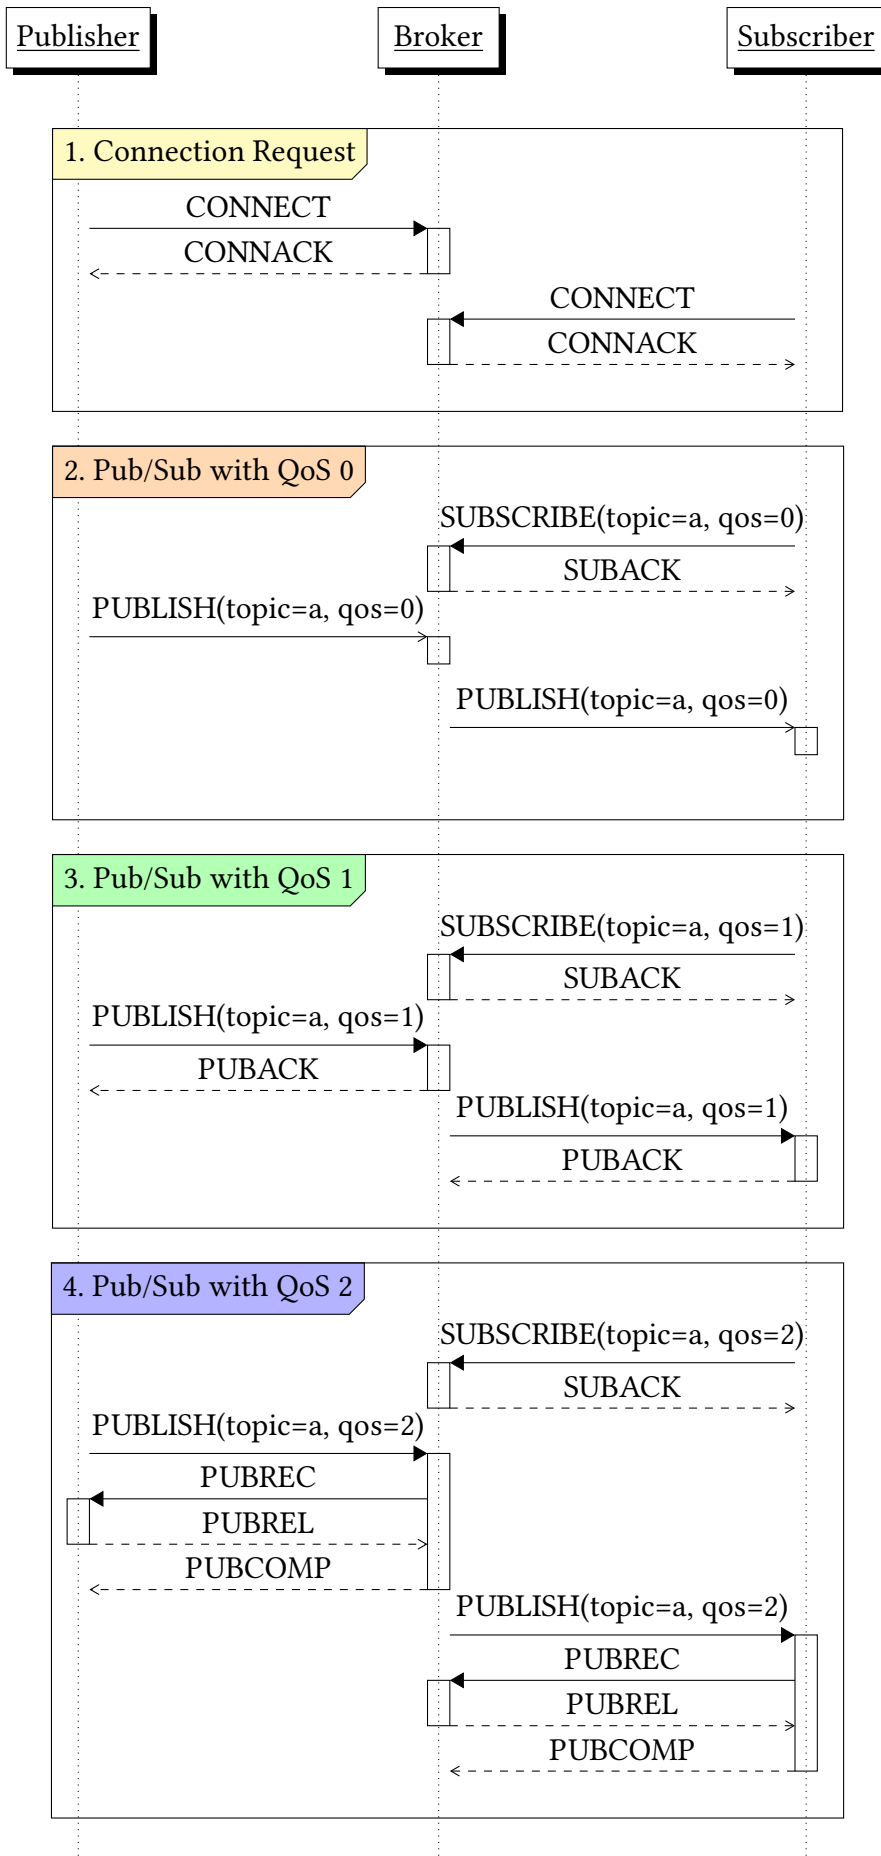 Publisher
Broker
Subscriber
1. Connection Request
CONNECT
CONNACK
CONNECT
CONNACK
2. Pub/Sub with QoS 0
SUBSCRIBE(topic=a, qos=0)
SUBACK
PUBLISH(topic=a, qos=0)
PUBLISH(topic=a, qos=0)
3. Pub/Sub with QoS 1
SUBSCRIBE(topic=a, qos=1)
SUBACK
PUBLISH(topic=a, qos=1)
PUBACK
PUBLISH(topic=a, qos=1)
PUBACK
4. Pub/Sub with QoS 2
SUBSCRIBE(topic=a, qos=2)
SUBACK
PUBLISH(topic=a, qos=2)
PUBREC
PUBREL
PUBCOMP
PUBLISH(topic=a, qos=2)
PUBREC
PUBREL
PUBCOMP